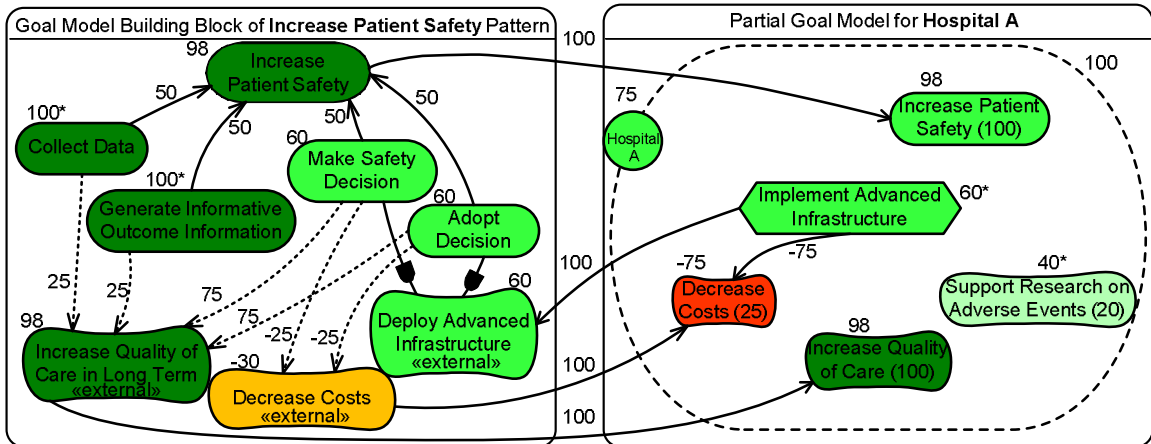 Goal Model Building Block of Increase Patient Safety Pattern
98
Increase
Patient Safety
50
100*
Collect Data
50
50
50
60
Make Safety
Decision
100*
Generate Informative
Outcome Information
60
Adopt
Decision
25
25
75
75
-25
-25
60
Deploy Advanced
Infrastructure
«external»
98
Increase Quality of
Care in Long Term
«external»
-30
Decrease Costs
«external»
100
100
100
100
Partial Goal Model for Hospital A
100
75
Hospital
A
98
Increase Patient
Safety (100)
Implement Advanced
Infrastructure
60*
-75
-75
Decrease
Costs (25)
40*
Support Research on
Adverse Events (20)
98
Increase Quality
of Care (100)